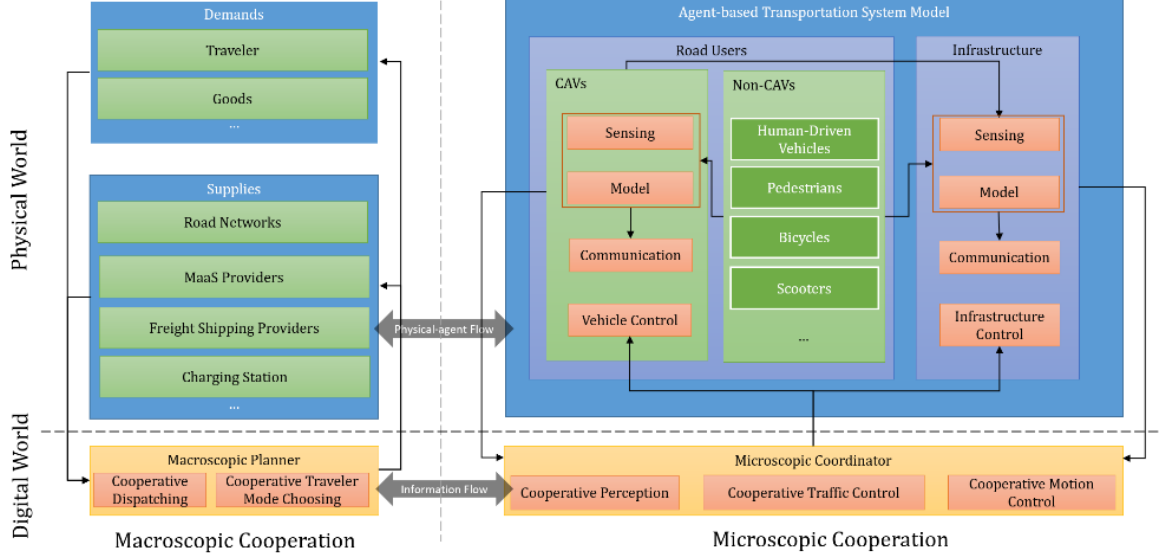 Physical World
Digital World
Demands
Traveler
Goods
...
Supplies
Road Networks
MaaS Providers
Freight Shipping Providers
Charging Station
...
Macroscopic Planner
Cooperative
Dispatching
Cooperative Traveler
Mode Choosing
Macroscopic Cooperation
Physical-agent Flow
Information Flow
Agent-based Transportation System Model
Road Users
CAVs
Sensing
Model
Communication
Vehicle Control
Non-CAVs
Human-Driven
Vehicles
Pedestrians
Bicycles
Scooters
...
Infrastructure
Sensing
Model
Communication
Infrastructure
Control
Microscopic Coordinator
Cooperative Perception
Cooperative Traffic Control
Cooperative Motion
Control
Microscopic Cooperation